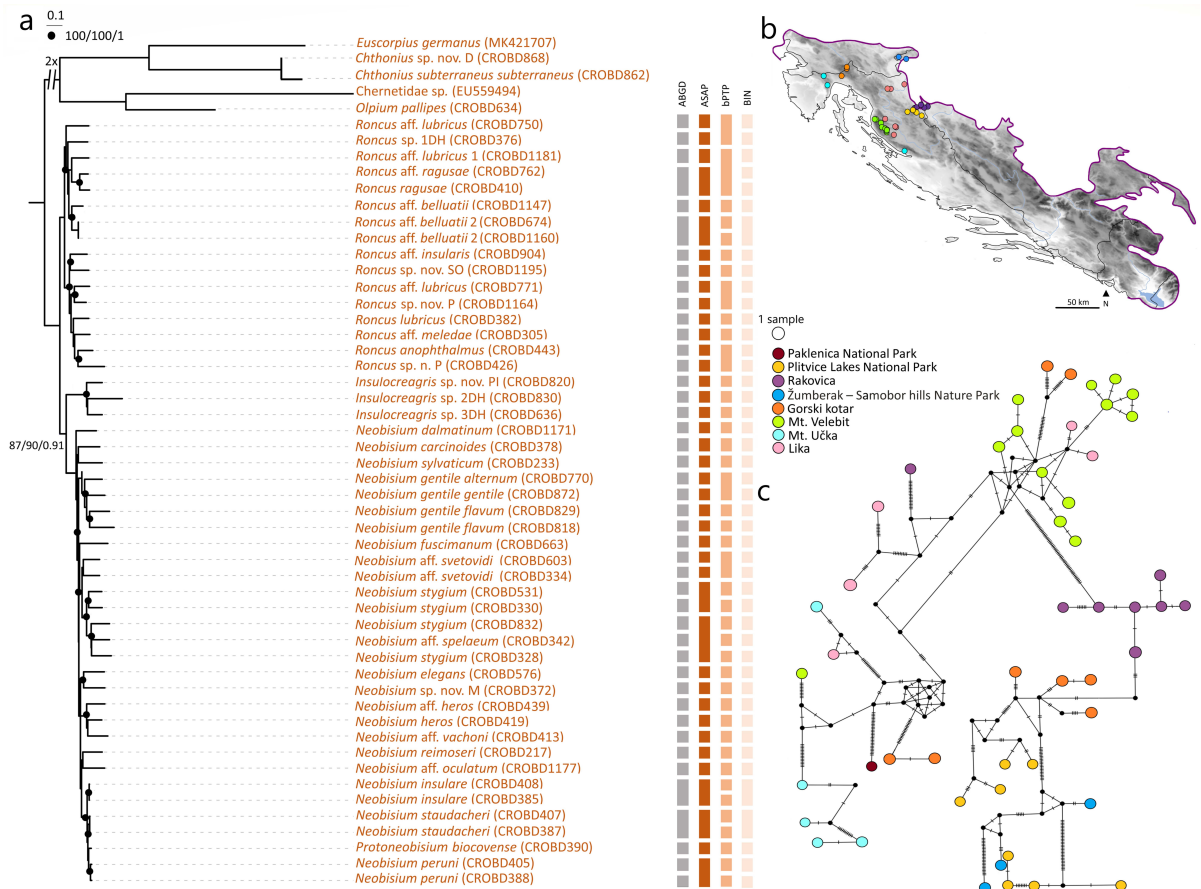 a
0.1
100/100/1
2x
87/90/0.91
Euscorpius germanus (MK421707)
Chthonius sp. nov. D (CROBD868)
Chthonius subterraneus subterraneus (CROBD862)
Chernetidae sp. (EU559494)
Olpium pallipes (CROBD634)
Roncus aff. lubricus (CROBD750)
Roncus sp. 1DH (CROBD376)
Roncus aff. lubricus 1 (CROBD1181)
Roncus aff. ragusae (CROBD762)
Roncus ragusae (CROBD410)
Roncus aff. belluatii (CROBD1147)
Roncus aff. belluatii 2 (CROBD674)
Roncus aff. belluatii 2 (CROBD1160)
Roncus aff. insularis (CROBD904)
Roncus sp. nov. SO (CROBD1195)
Roncus aff. lubricus (CROBD771)
Roncus sp. nov. P (CROBD1164)
Roncus lubricus (CROBD382)
Roncus aff. meledae (CROBD305)
Roncus anophthalmus (CROBD443)
Roncus sp. n. P (CROBD426)
Insulocreagris sp. nov. PI (CROBD820)
Insulocreagris sp. 2DH (CROBD830)
Insulocreagris sp. 3DH (CROBD636)
Neobisium dalmatinum (CROBD1171)
Neobisium carcinoides (CROBD378)
Neobisium sylvaticum (CROBD233)
Neobisium gentile alternum (CROBD770)
Neobisium gentile gentile (CROBD872)
Neobisium gentile flavum (CROBD829)
Neobisium gentile flavum (CROBD818)
Neobisium fuscimanum (CROBD663)
Neobisium aff. svetovidi (CROBD603)
Neobisium aff. svetovidi (CROBD334)
Neobisium stygium (CROBD531)
Neobisium stygium (CROBD330)
Neobisium stygium (CROBD832)
Neobisium aff. spelaeum (CROBD342)
Neobisium stygium (CROBD328)
Neobisium elegans (CROBD576)
Neobisium sp. nov. M (CROBD372)
Neobisium aff. heros (CROBD439)
Neobisium heros (CROBD419)
Neobisium aff. vachoni (CROBD413)
Neobisium reimoseri (CROBD217)
Neobisium aff. oculatum (CROBD1177)
Neobisium insulare (CROBD408)
Neobisium insulare (CROBD385)
Neobisium staudacheri (CROBD407)
Neobisium staudacheri (CROBD387)
Protoneobisium biocovense (CROBD390)
Neobisium peruni (CROBD405)
Neobisium peruni (CROBD388)
ABGD
ASAP
bPTP
BIN
b
50 km
N
1 sample
Paklenica National Park
Plitvice Lakes National Park
Rakovica
Žumberak – Samobor hills Nature Park
Gorski kotar
Mt. Velebit
Mt. Učka
Lika
c